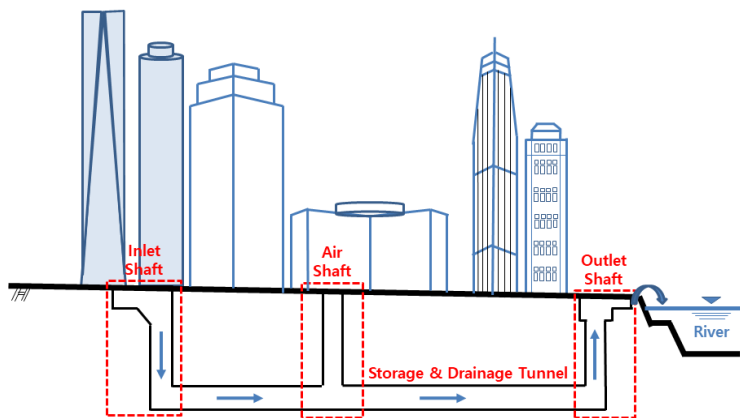 Inlet
Shaft
Air
Shaft
Outlet
Shaft
River
Storage & Drainage Tunnel